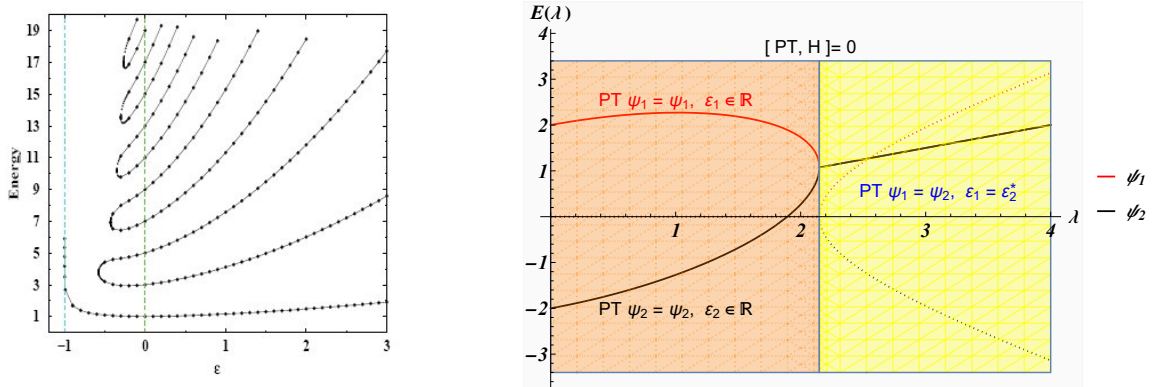 19
17
15
13
11
9
7
5
3
1
Energy
-1
0
1
2
3
ε
E(λ)
[ PT, H ]= 0
4
3
2
1
-1
-2
-3
PT ψ1 = ψ1, ε1 ∈ ℝ
PT ψ1 = ψ2, ε1 = ε2*
PT ψ2 = ψ2, ε2 ∈ ℝ
1
2
3
4
λ
ψ1
ψ2